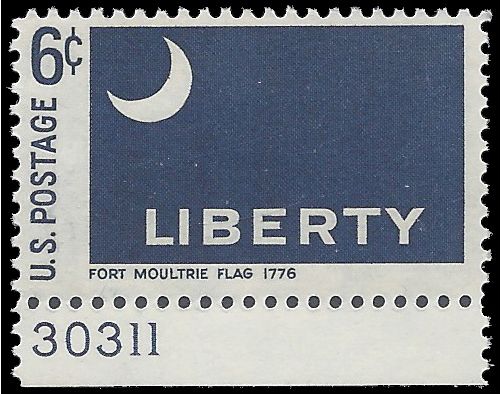 6¢
U.S. POSTAGE
LIBERTY
FORT MOULTRIE FLAG 1776
30311